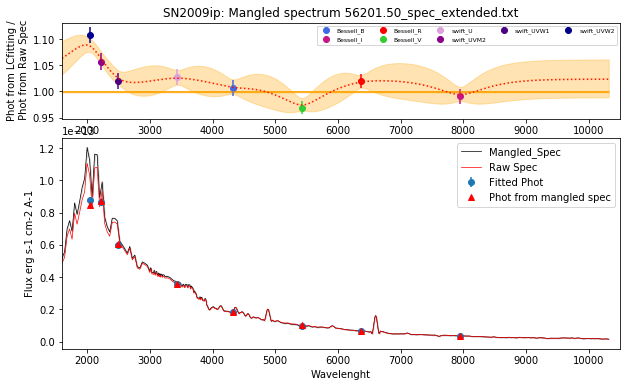 SN2009ip: Mangled spectrum 56201.50_spec_extended.txt
Phot from LCfitting /
Phot from Raw Spec
1.10
1.05
1.00
0.95
Bessell_B
Bessell_R
swift_U
swift_UVW1
swift_UVW2
Bessell_I
Bessell_V
swift_UVM2
2000 3000 4000 5000 6000 7000 8000 9000 10000
1e-13
Flux erg s-1 cm-2 A-1
1.2
1.0
0.8
0.6
0.4
0.2
0.0
Mangled_Spec
Raw Spec
Fitted Phot
Phot from mangled spec
2000 3000 4000 5000 6000 7000 8000 9000 10000
Wavelenght